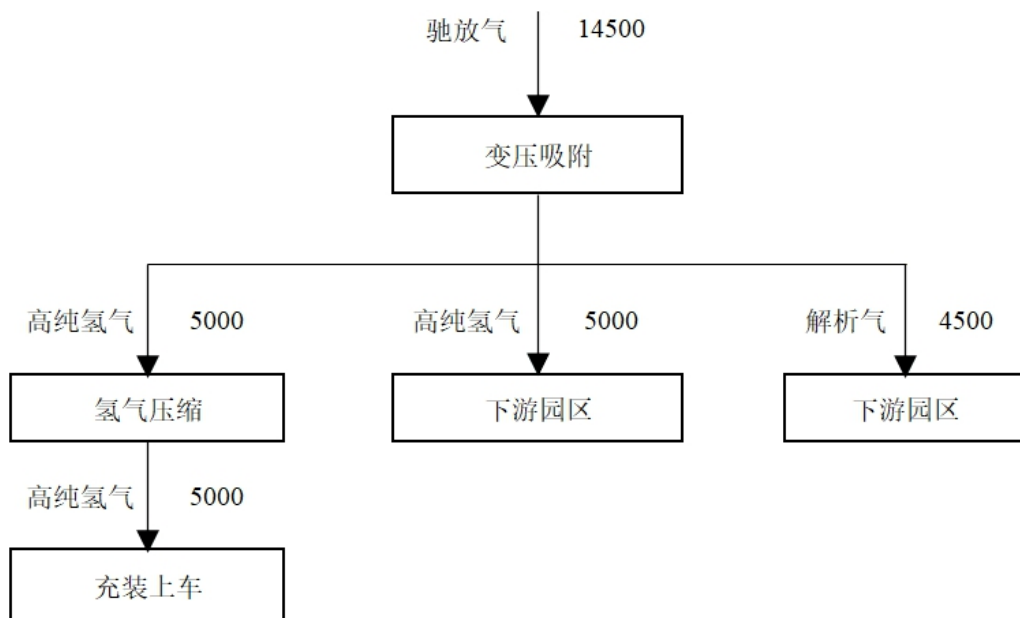 驰放气 14500
变压吸附
高纯氢气 5000 高纯氢气 5000 解析气 4500
氢气压缩 下游园区 下游园区
高纯氢气 5000
充装上车